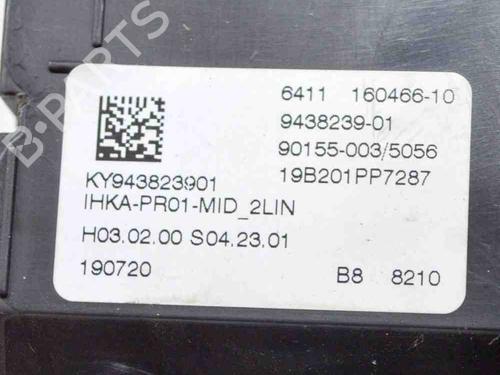 6411 160466-10
9438239-01
90155-003/5056
KY943823901 19B201PP7287
IHKA-PR01-MID_2LIN
H03.02.00 S04.23.01
190720 B8 8210
B-PARTS